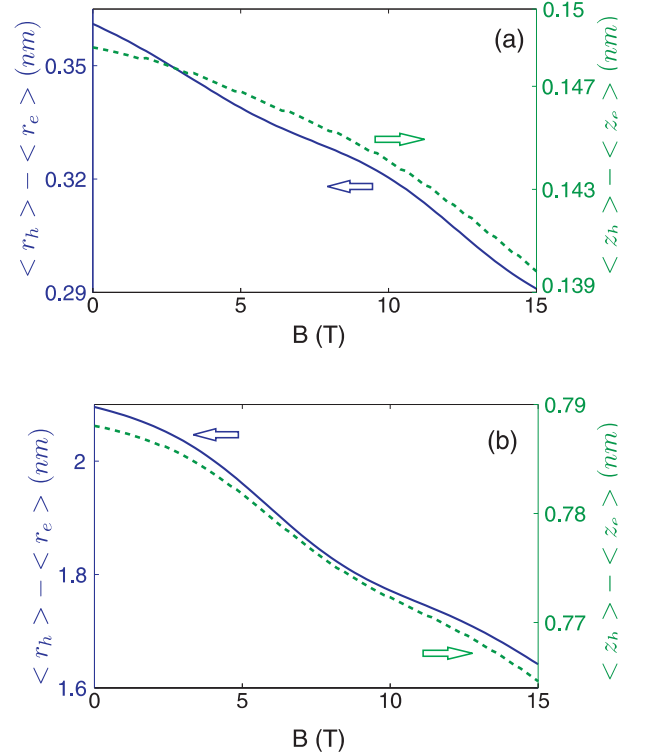 (a)
< r_h > − < r_e > (nm)
0.35
0.32
0.29
0
5
10
15
B (T)
0.15
0.147
0.143
0.139
< z_h > − < z_e > (nm)
(b)
< r_h > − < r_e > (nm)
2
1.8
1.6
0
5
10
15
B (T)
0.79
0.78
0.77
< z_h > − < z_e > (nm)